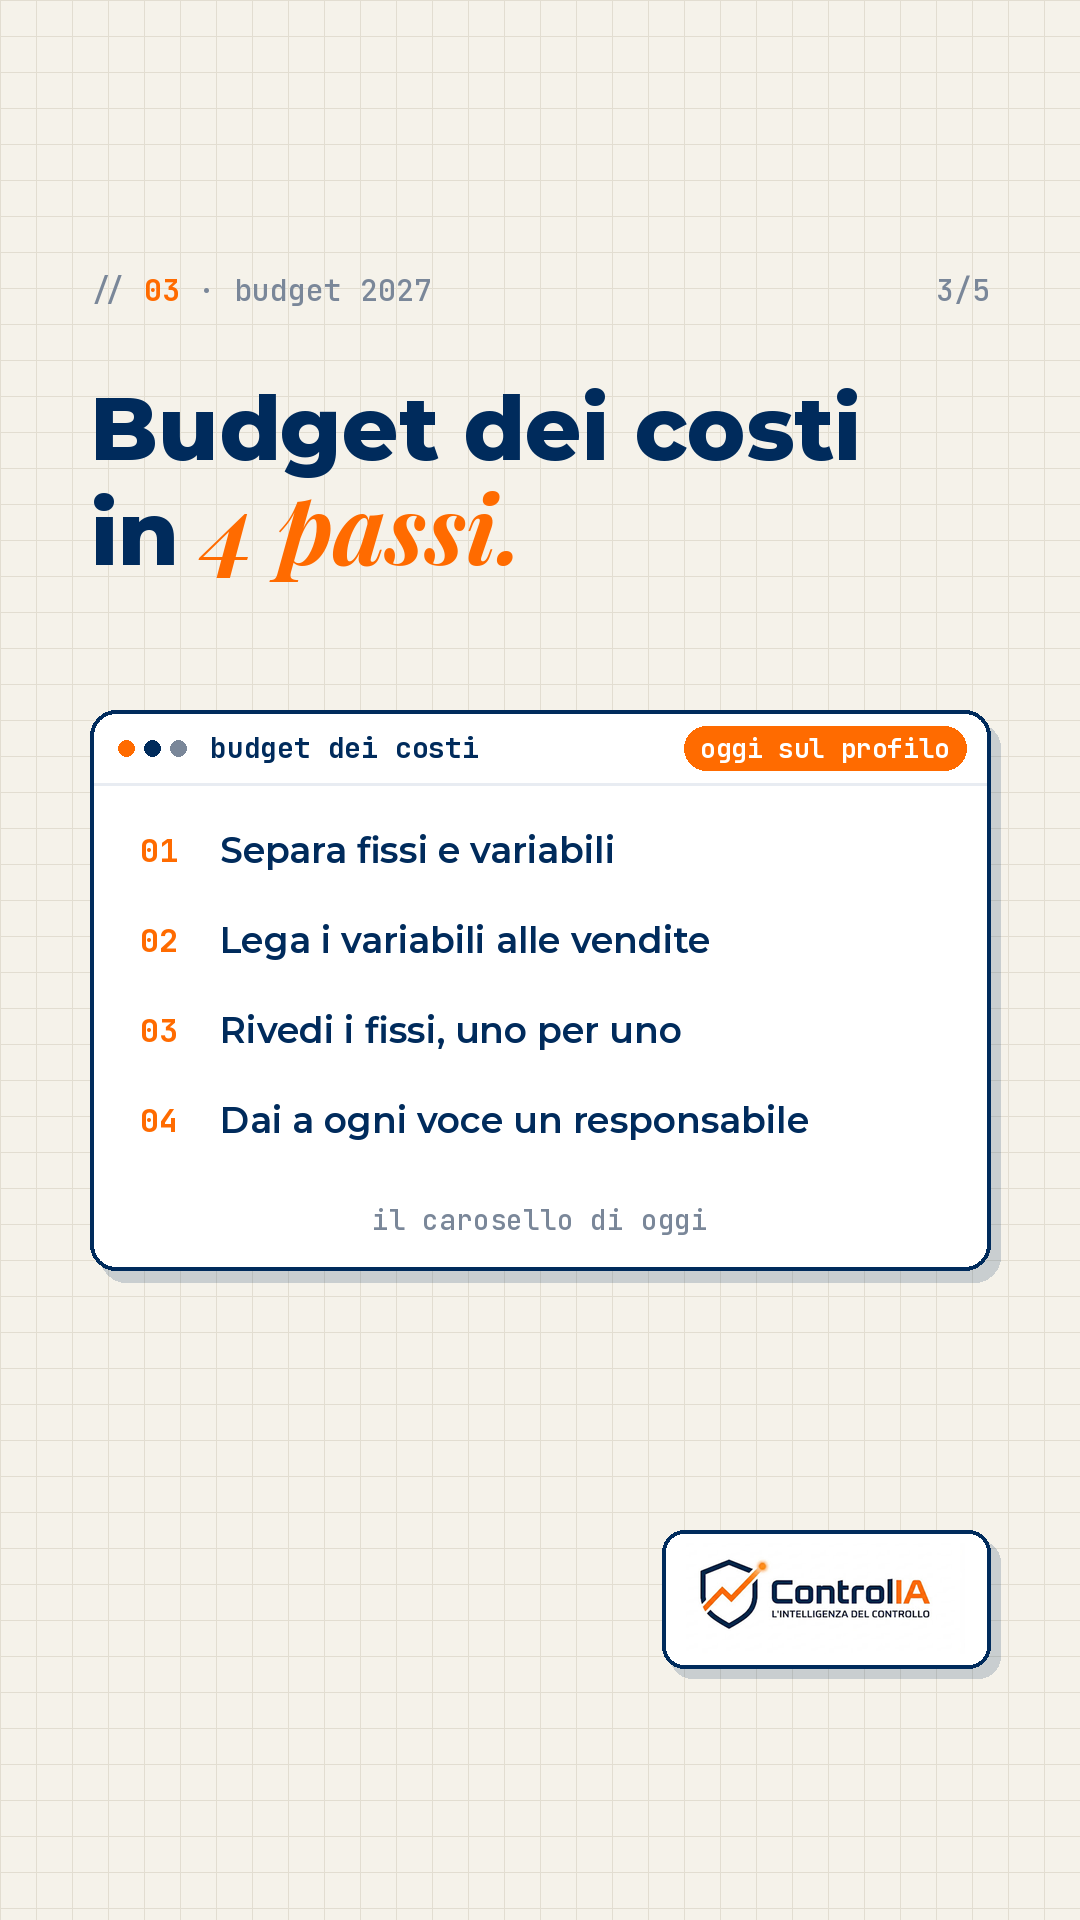 // 03 · budget 2027
3/5
Budget dei costi
in 4 passi.
budget dei costi
oggi sul profilo
01 Separa fissi e variabili
02 Lega i variabili alle vendite
03 Rivedi i fissi, uno per uno
04 Dai a ogni voce un responsabile
il carosello di oggi
ControlIA
L'INTELLIGENZA DEL CONTROLLO